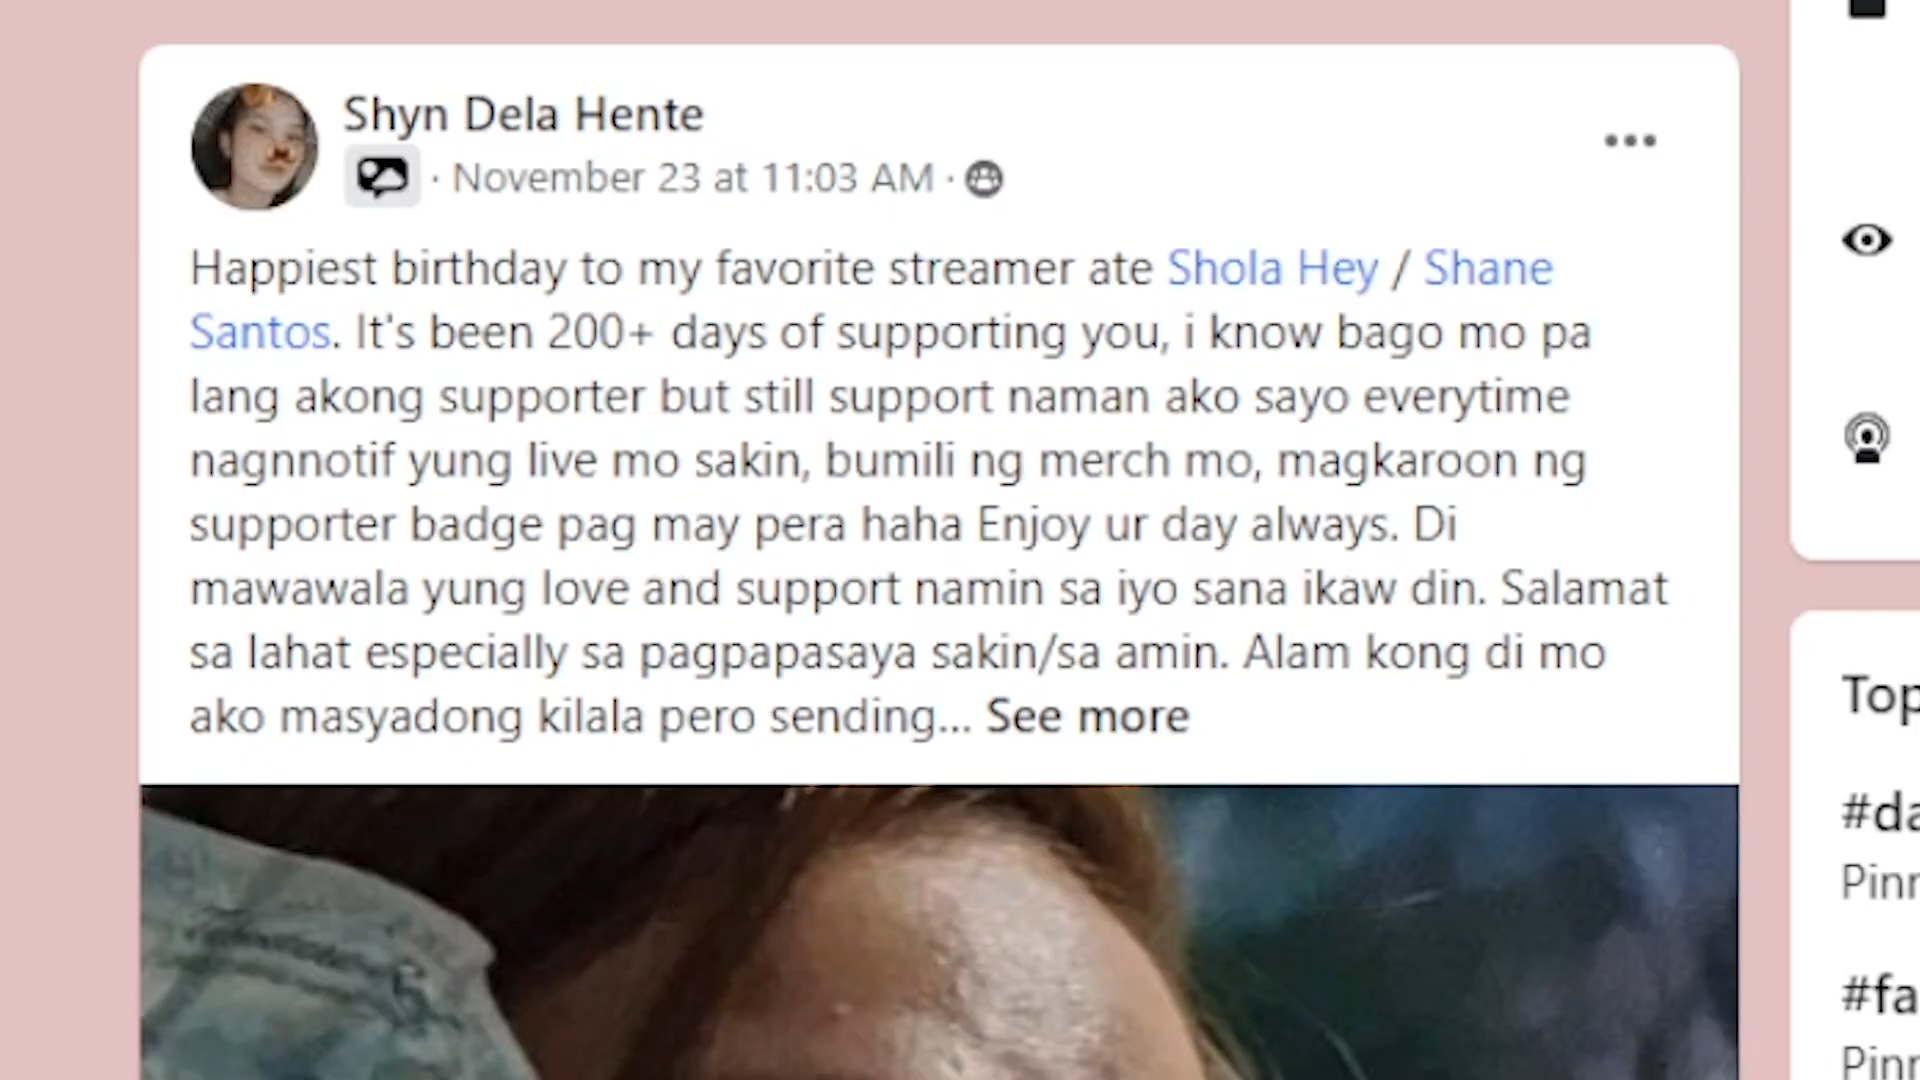 Shyn Dela Hente
· November 23 at 11:03 AM ·
Happiest birthday to my favorite streamer ate Shola Hey / Shane
Santos. It's been 200+ days of supporting you, i know bago mo pa
lang akong supporter but still support naman ako sayo everytime
nagnnotif yung live mo sakin, bumili ng merch mo, magkaroon ng
supporter badge pag may pera haha Enjoy ur day always. Di
mawawala yung love and support namin sa iyo sana ikaw din. Salamat
sa lahat especially sa pagpapasaya sakin/sa amin. Alam kong di mo
ako masyadong kilala pero sending... See more
Top
#da
Pinn
#fa
Pinn